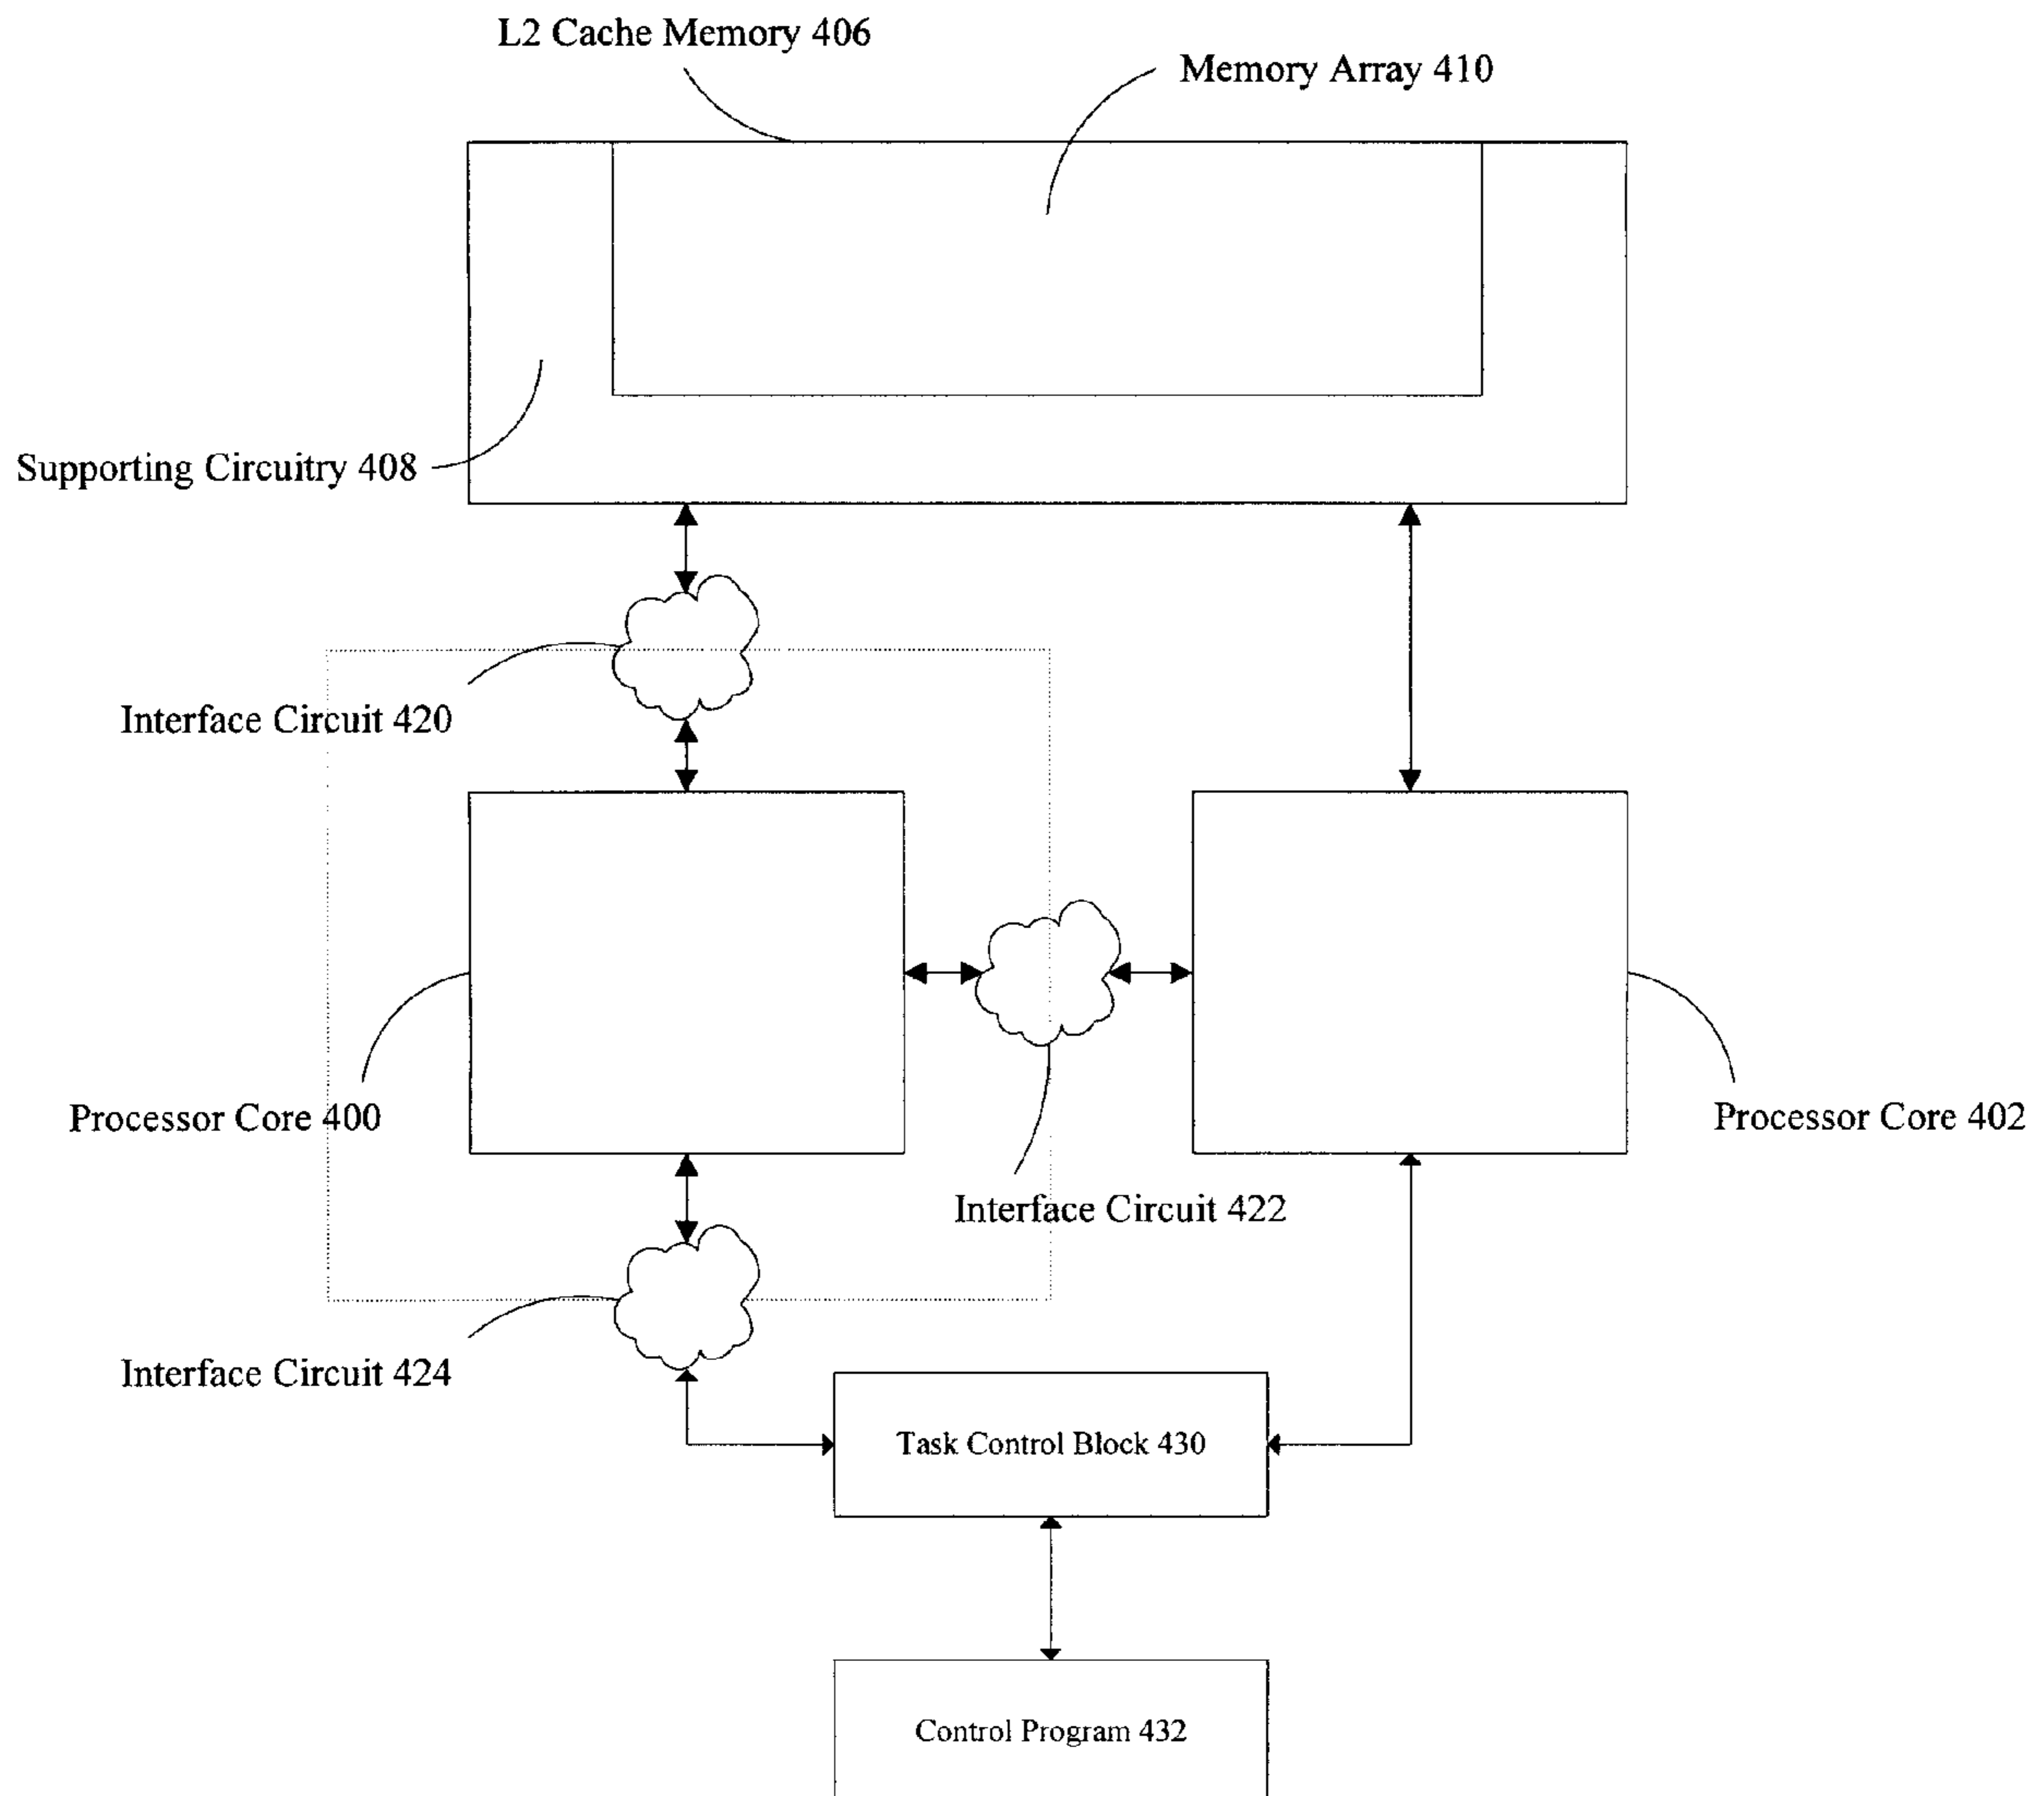 L2 Cache Memory 406
Memory Array 410
Supporting Circuitry 408
Interface Circuit 420
Processor Core 400
Processor Core 402
Interface Circuit 422
Interface Circuit 424
Task Control Block 430
Control Program 432